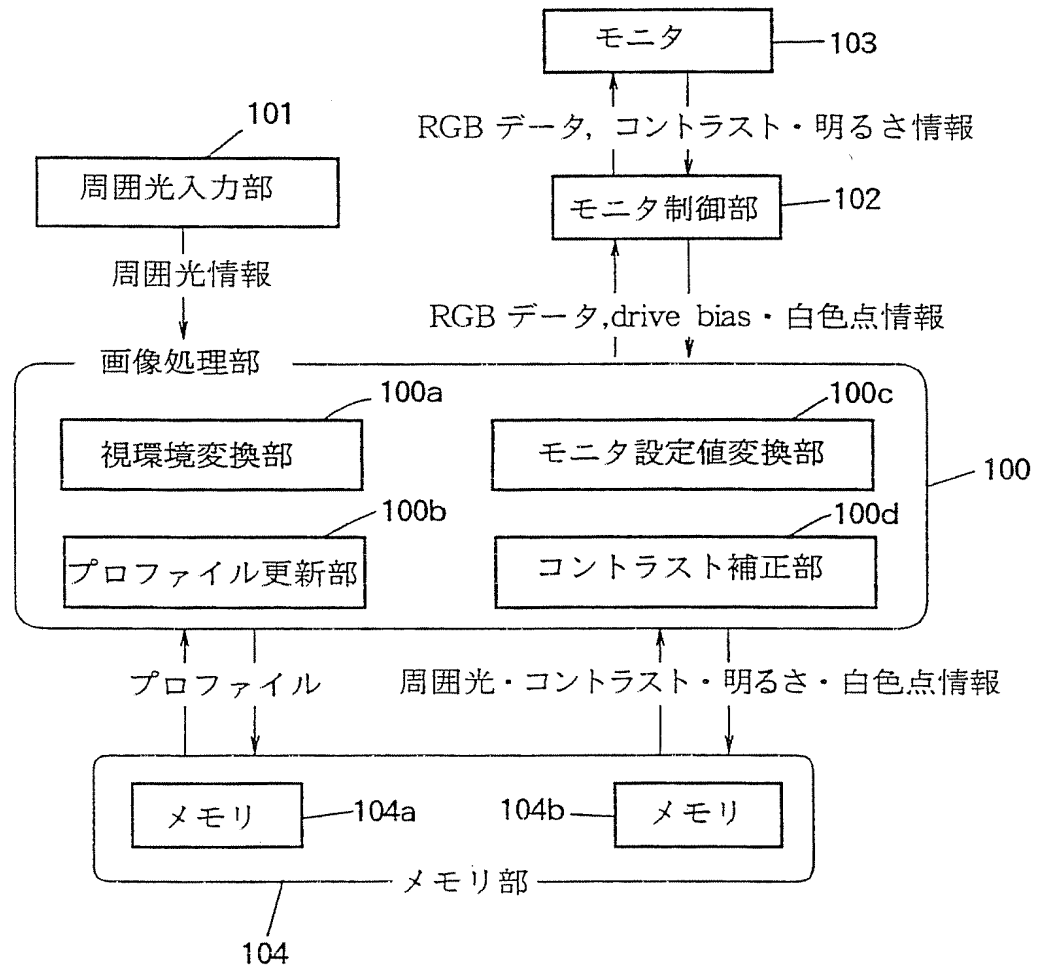 モニタ
103
RGB データ, コントラスト・明るさ情報
101
周囲光入力部
モニタ制御部
102
周囲光情報
RGB データ,drive bias・白色点情報
画像処理部
100a
100c
視環境変換部
モニタ設定値変換部
100
100b
100d
プロファイル更新部
コントラスト補正部
プロファイル
周囲光・コントラスト・明るさ・白色点情報
メモリ
104a
104b
メモリ
メモリ部
104